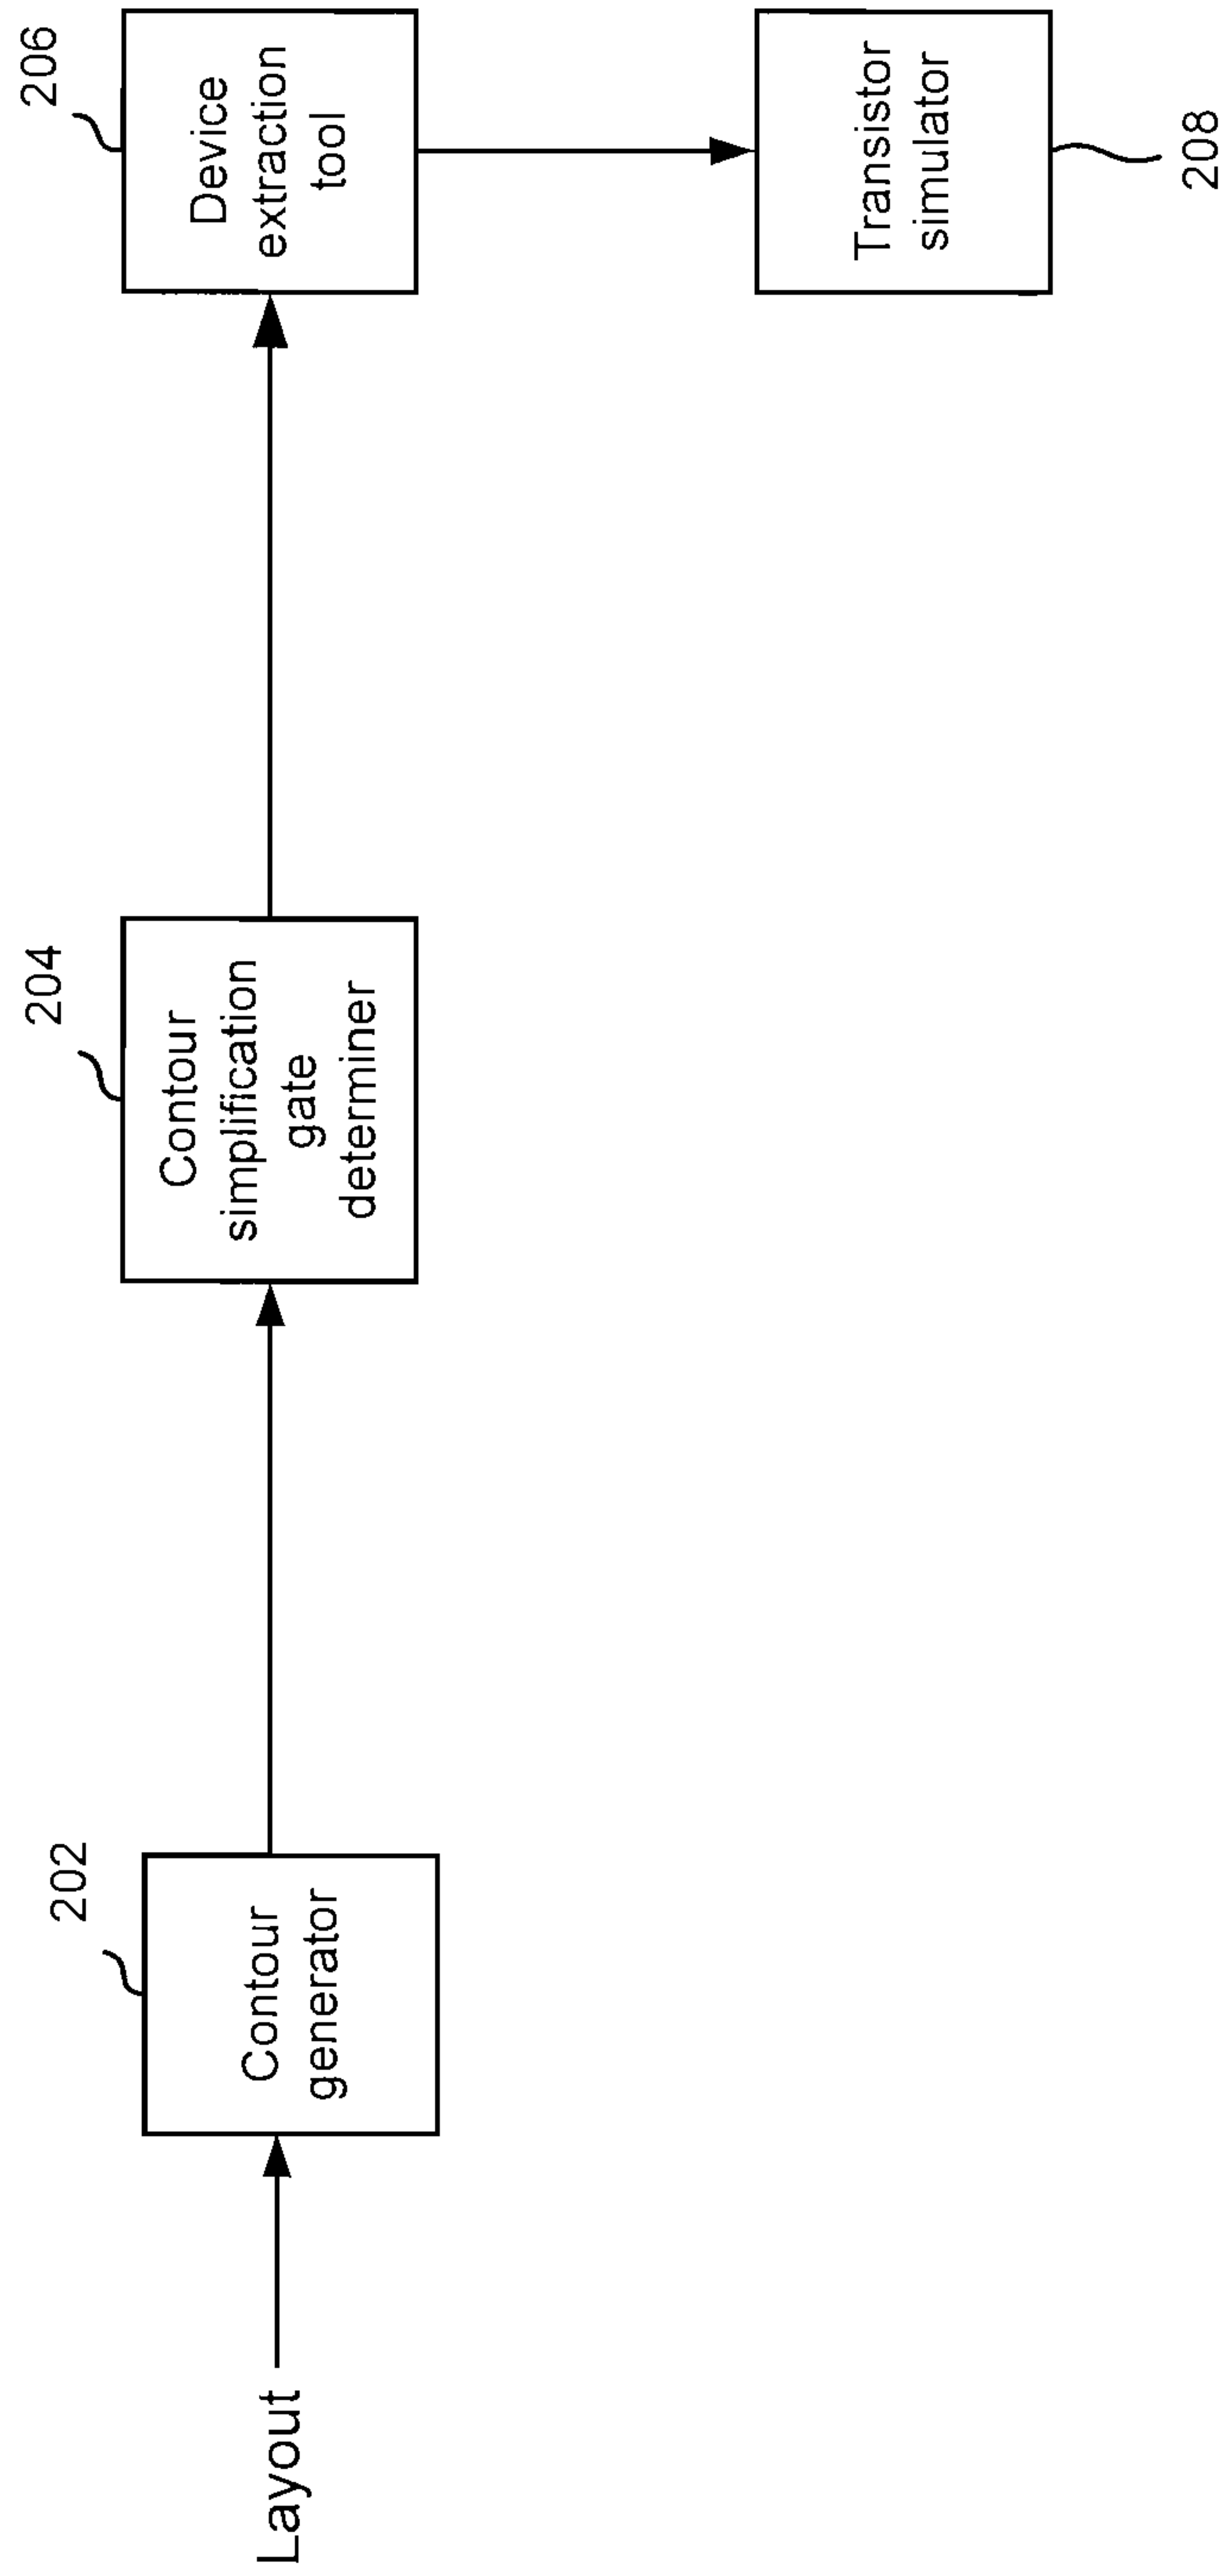 Layout
202
Contour
generator
204
Contour
simplification
gate
determiner
206
Device
extraction
tool
Transistor
simulator
208